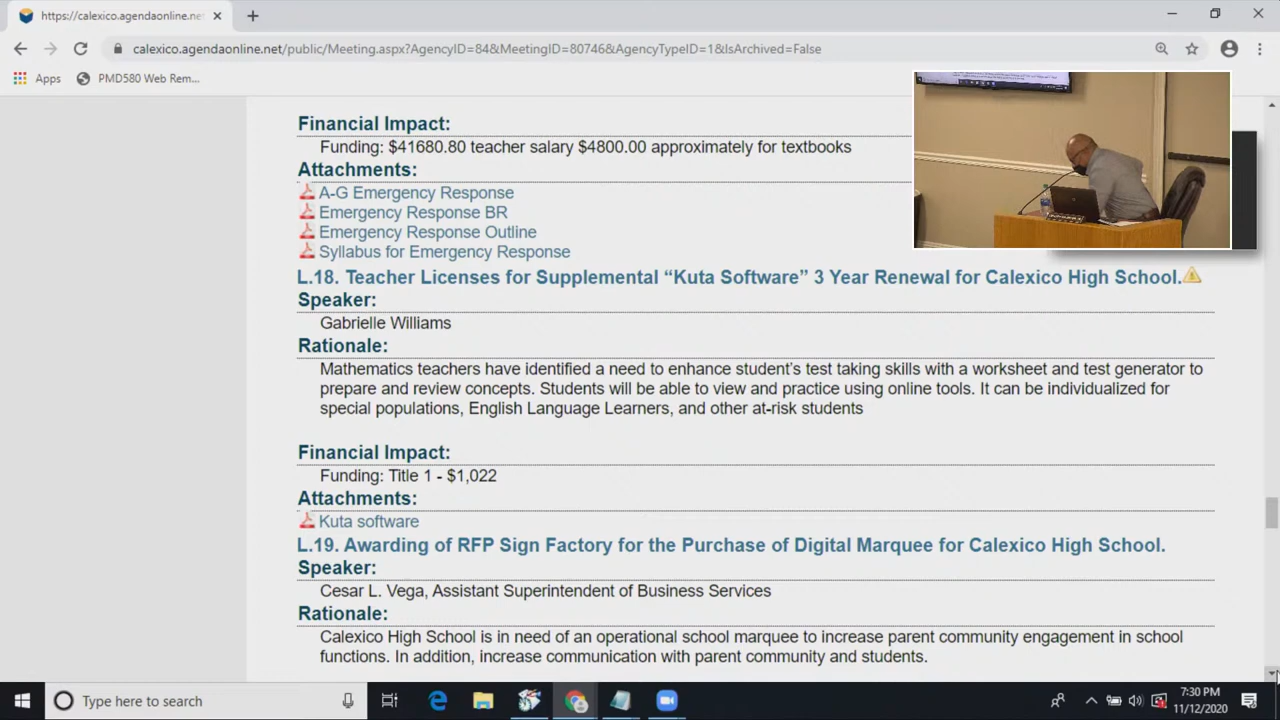 https://calexico.agendaonline.ne
calexico.agendaonline.net/public/Meeting.aspx?AgencyID=84&MeetingID=80746&AgencyTypeID=1&IsArchived=False
Apps
PMD580 Web Rem...
Financial Impact:
Funding: $41680.80 teacher salary $4800.00 approximately for textbooks
Attachments:
A-G Emergency Response
Emergency Response BR
Emergency Response Outline
Syllabus for Emergency Response
L.18. Teacher Licenses for Supplemental “Kuta Software” 3 Year Renewal for Calexico High School.
Speaker:
Gabrielle Williams
Rationale:
Mathematics teachers have identified a need to enhance student’s test taking skills with a worksheet and test generator to
prepare and review concepts. Students will be able to view and practice using online tools. It can be individualized for
special populations, English Language Learners, and other at-risk students
Financial Impact:
Funding: Title 1 - $1,022
Attachments:
Kuta software
L.19. Awarding of RFP Sign Factory for the Purchase of Digital Marquee for Calexico High School.
Speaker:
Cesar L. Vega, Assistant Superintendent of Business Services
Rationale:
Calexico High School is in need of an operational school marquee to increase parent community engagement in school
functions. In addition, increase communication with parent community and students.
Type here to search
7:30 PM
11/12/2020